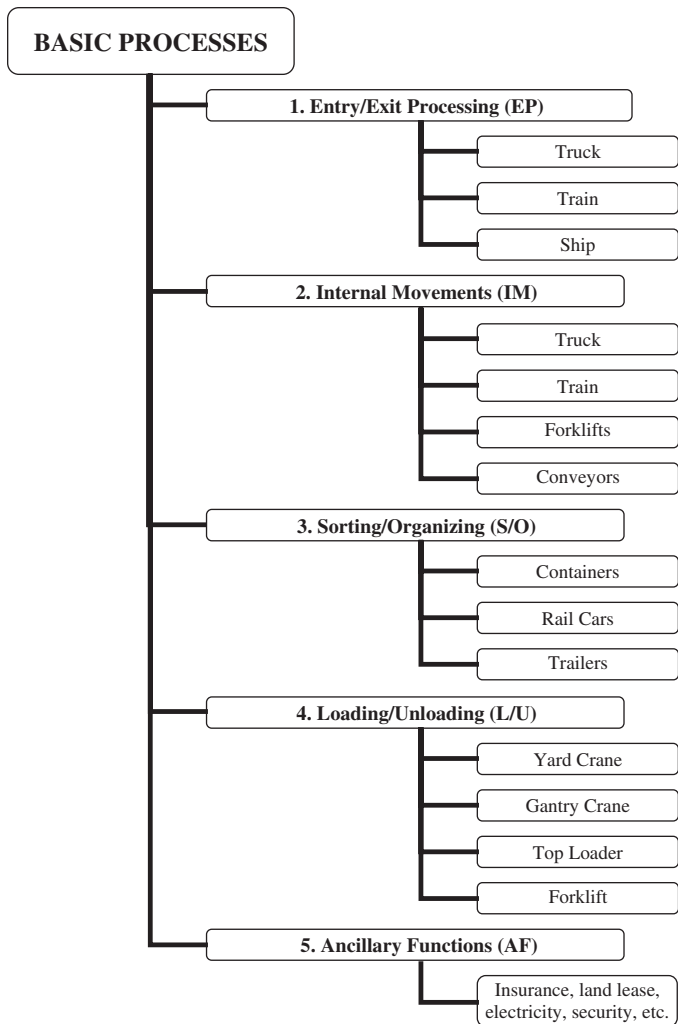 BASIC PROCESSES
1. Entry/Exit Processing (EP)
Truck
Train
Ship
2. Internal Movements (IM)
Truck
Train
Forklifts
Conveyors
3. Sorting/Organizing (S/O)
Containers
Rail Cars
Trailers
4. Loading/Unloading (L/U)
Yard Crane
Gantry Crane
Top Loader
Forklift
5. Ancillary Functions (AF)
Insurance, land lease,
electricity, security, etc.